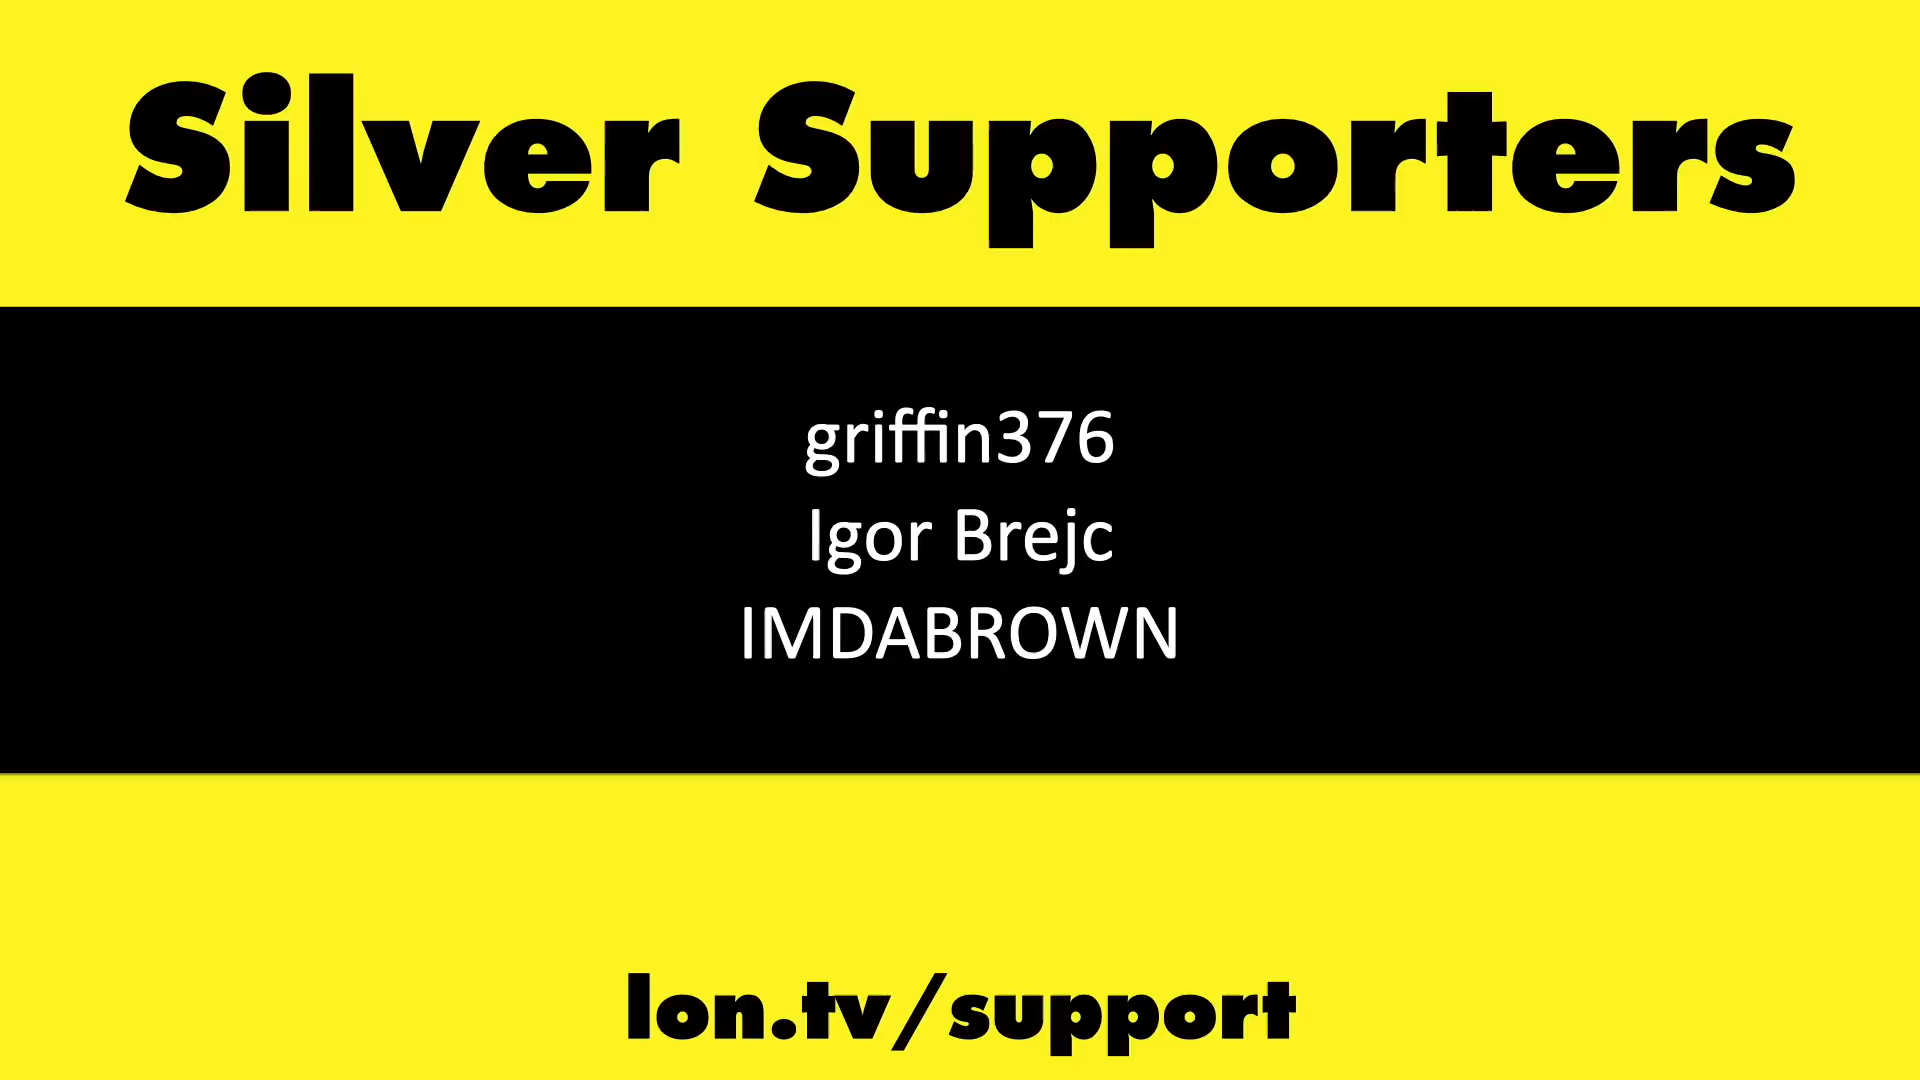 Silver Supporters
griffin376
Igor Brejc
IMDABROWN
lon.tv/support